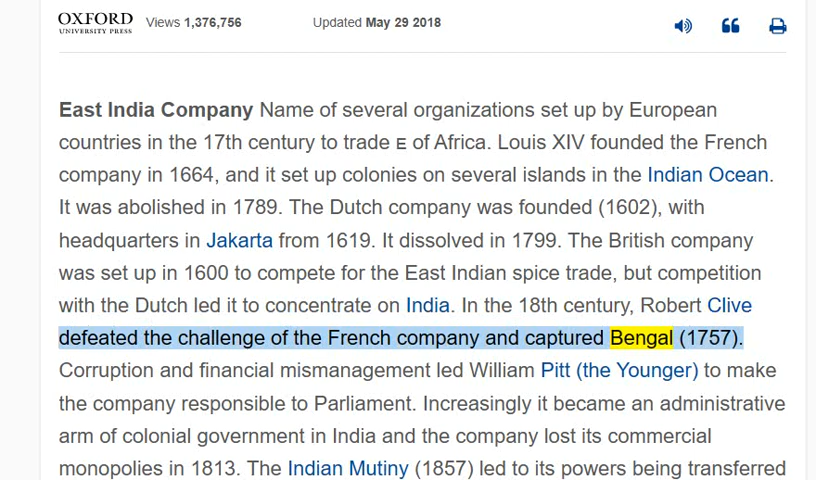 OXFORD
UNIVERSITY PRESS
Views 1,376,756
Updated May 29 2018
East India Company Name of several organizations set up by European
countries in the 17th century to trade E of Africa. Louis XIV founded the French
company in 1664, and it set up colonies on several islands in the Indian Ocean.
It was abolished in 1789. The Dutch company was founded (1602), with
headquarters in Jakarta from 1619. It dissolved in 1799. The British company
was set up in 1600 to compete for the East Indian spice trade, but competition
with the Dutch led it to concentrate on India. In the 18th century, Robert Clive
defeated the challenge of the French company and captured Bengal (1757).
Corruption and financial mismanagement led William Pitt (the Younger) to make
the company responsible to Parliament. Increasingly it became an administrative
arm of colonial government in India and the company lost its commercial
monopolies in 1813. The Indian Mutiny (1857) led to its powers being transferred